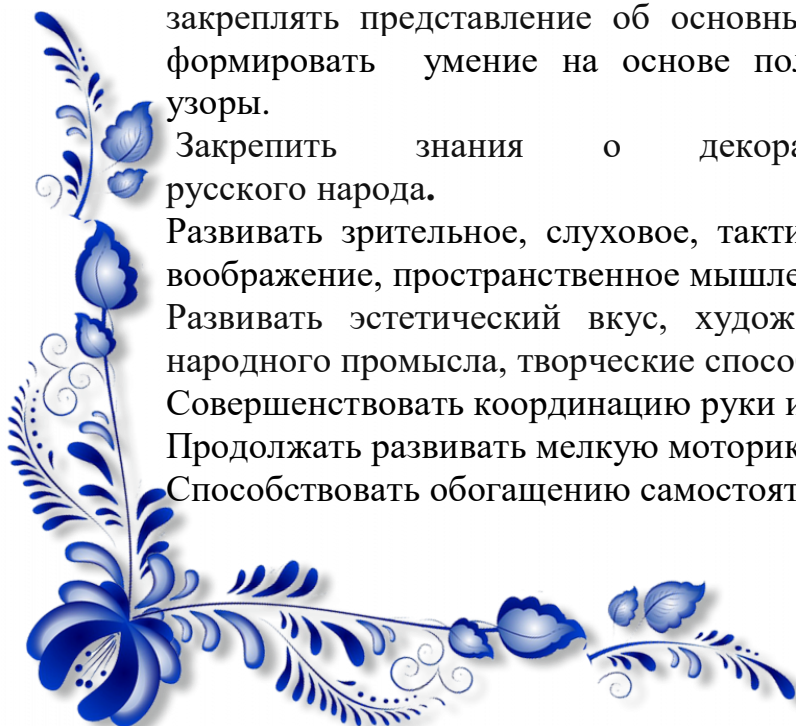 закреплять представление об основны
формировать умение на основе пол
узоры.
Закрепить знания о декора
русского народа.
Развивать зрительное, слуховое, такти
воображение, пространственное мышле
Развивать эстетический вкус, худож
народного промысла, творческие спосо
Совершенствовать координацию руки и
Продолжать развивать мелкую моторик
Способствовать обогащению самостоят